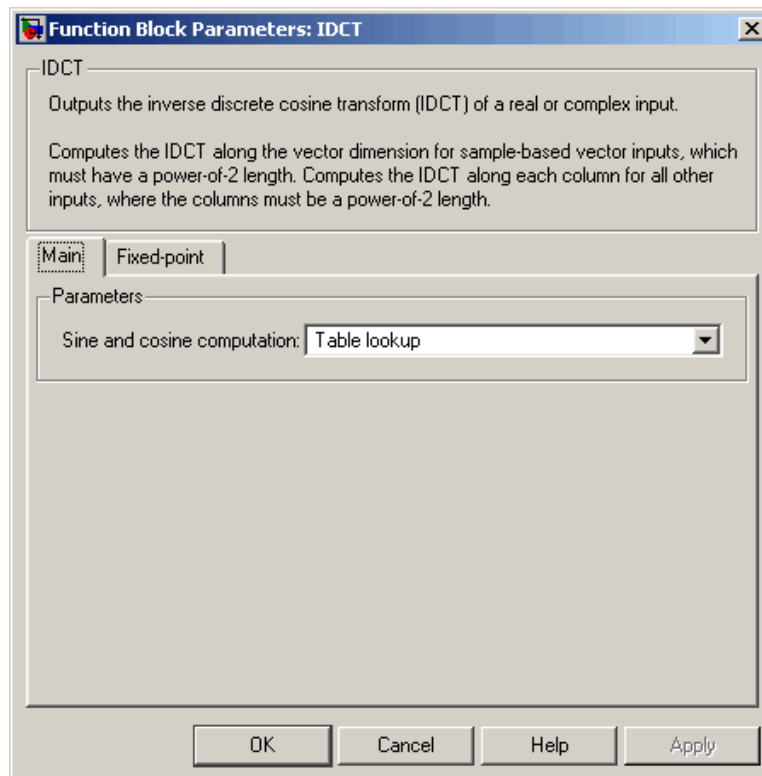 Function Block Parameters: IDCT
IDCT
Outputs the inverse discrete cosine transform (IDCT) of a real or complex input.
Computes the IDCT along the vector dimension for sample-based vector inputs, which
must have a power-of-2 length. Computes the IDCT along each column for all other
inputs, where the columns must be a power-of-2 length.
Main Fixed-point
Parameters
Sine and cosine computation: Table lookup
OK Cancel Help Apply